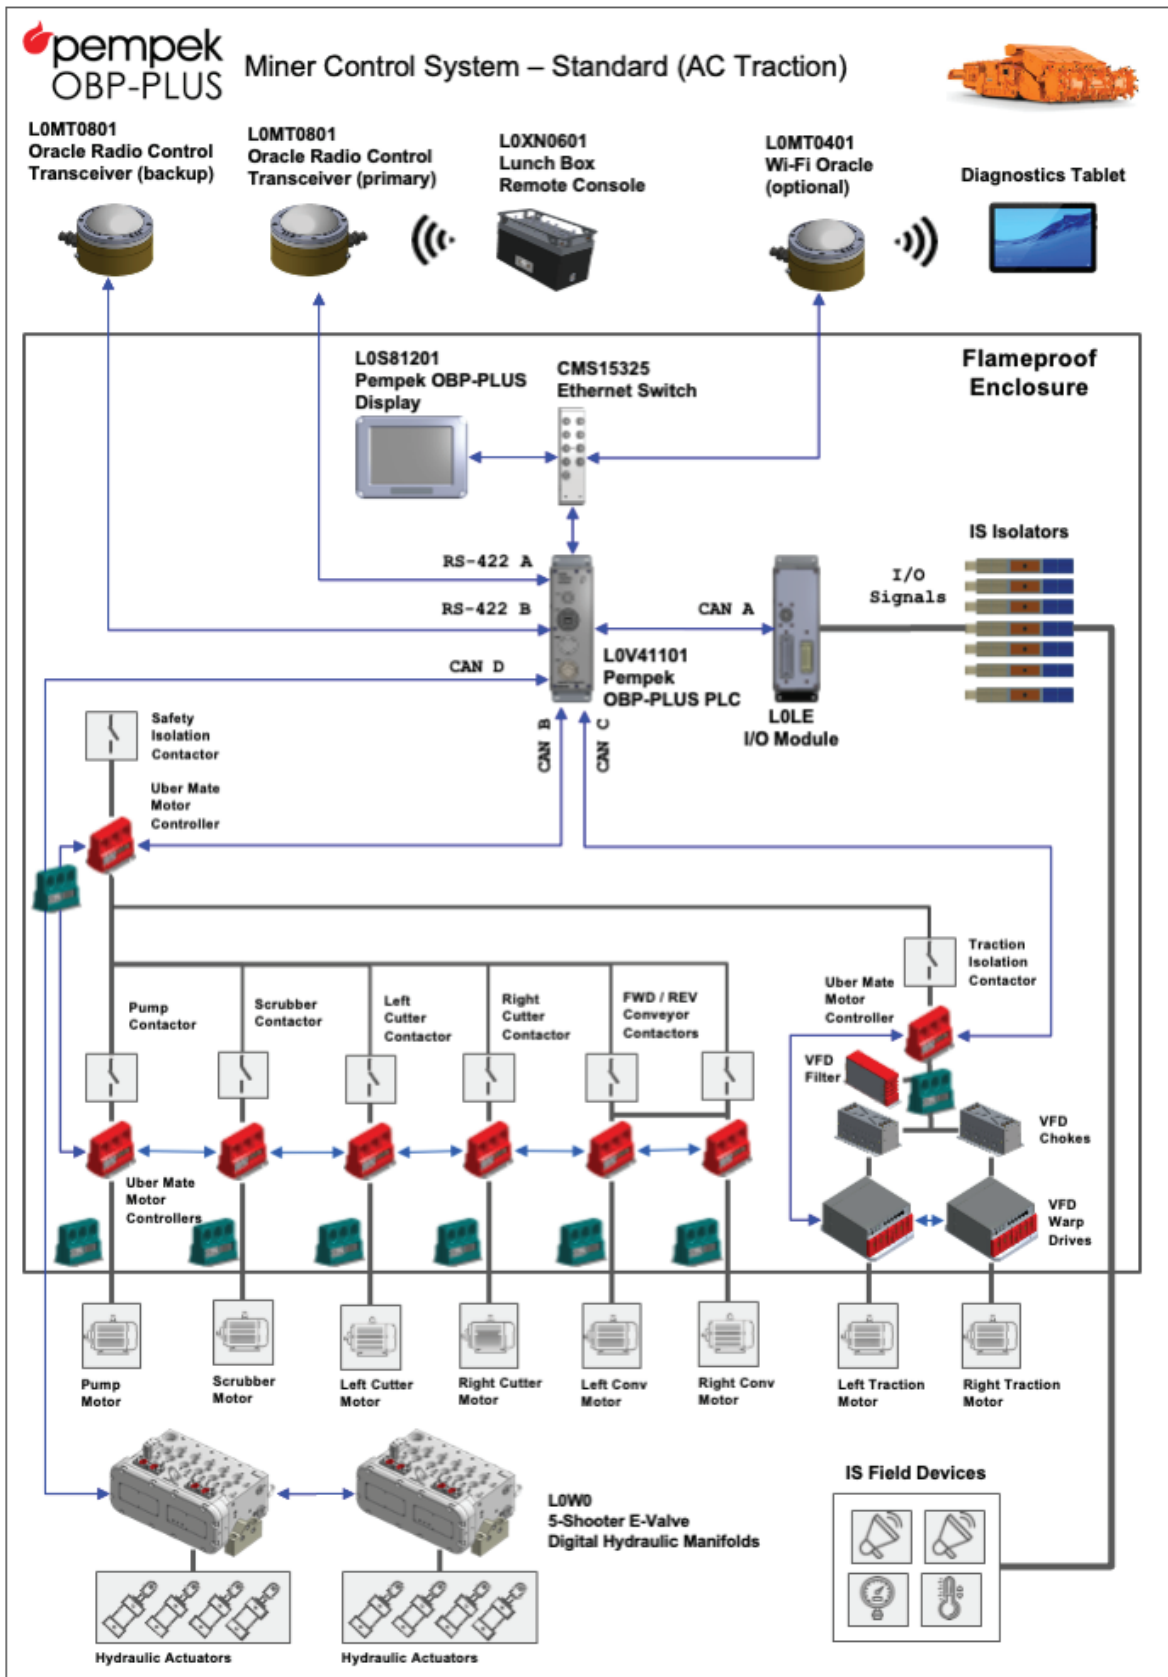 pempek
OBP-PLUS
Miner Control System – Standard (AC Traction)
L0MT0801
Oracle Radio Control
Transceiver (backup)
L0MT0801
Oracle Radio Control
Transceiver (primary)
L0XN0601
Lunch Box
Remote Console
L0MT0401
Wi-Fi Oracle
(optional)
Diagnostics Tablet
L0S81201
Pempek OBP-PLUS
Display
CMS15325
Ethernet Switch
Flameproof
Enclosure
IS Isolators
RS-422 A
RS-422 B
CAN D
CAN A
I/O
Signals
L0V41101
Pempek
OBP-PLUS PLC
L0LE
I/O Module
CAN B
CAN C
Safety
Isolation
Contactor
Uber Mate
Motor
Controller
Traction
Isolation
Contactor
Uber Mate
Motor
Controller
Pump
Contactor
Scrubber
Contactor
Left
Cutter
Contactor
Right
Cutter
Contactor
FWD / REV
Conveyor
Contactors
VFD
Filter
VFD
Chokes
Uber Mate
Motor
Controllers
VFD
Warp
Drives
Pump
Motor
Scrubber
Motor
Left Cutter
Motor
Right Cutter
Motor
Left Conv
Motor
Right Conv
Motor
Left Traction
Motor
Right Traction
Motor
L0W0
5-Shooter E-Valve
Digital Hydraulic Manifolds
IS Field Devices
Hydraulic Actuators
Hydraulic Actuators